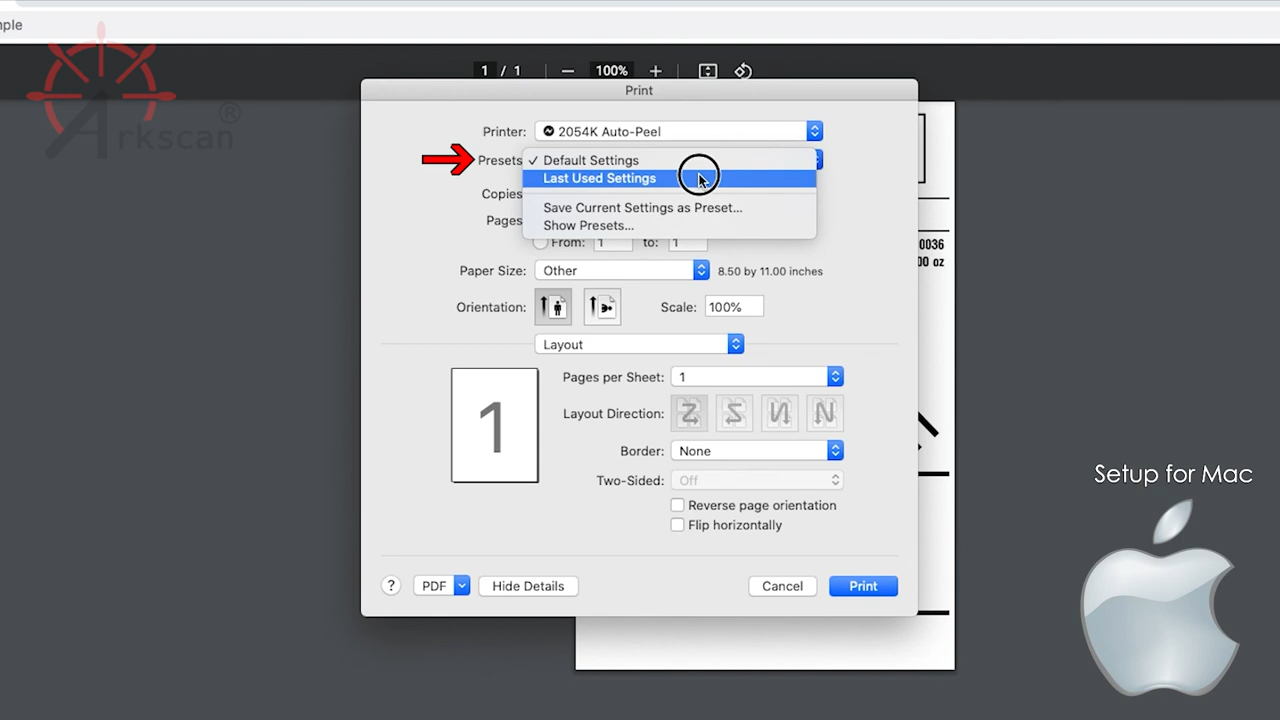 mple
1 / 1 — 100% +
Arkscan®
Print
Printer: 2054K Auto-Peel
Presets ✓ Default Settings
Last Used Settings
Save Current Settings as Preset...
Show Presets...
Copies
Pages
From: 1 to: 1
0036
00 oz
Paper Size: Other 8.50 by 11.00 inches
Orientation: Scale: 100%
Layout
Pages per Sheet: 1
1
Layout Direction:
Border: None
Two-Sided: Off
Reverse page orientation
Flip horizontally
? PDF Hide Details Cancel Print
Setup for Mac